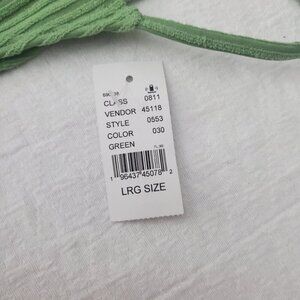 CLASS 0811
VENDOR 45118
STYLE 0553
COLOR 030
GREEN
1 96437 45078 2
LRG SIZE